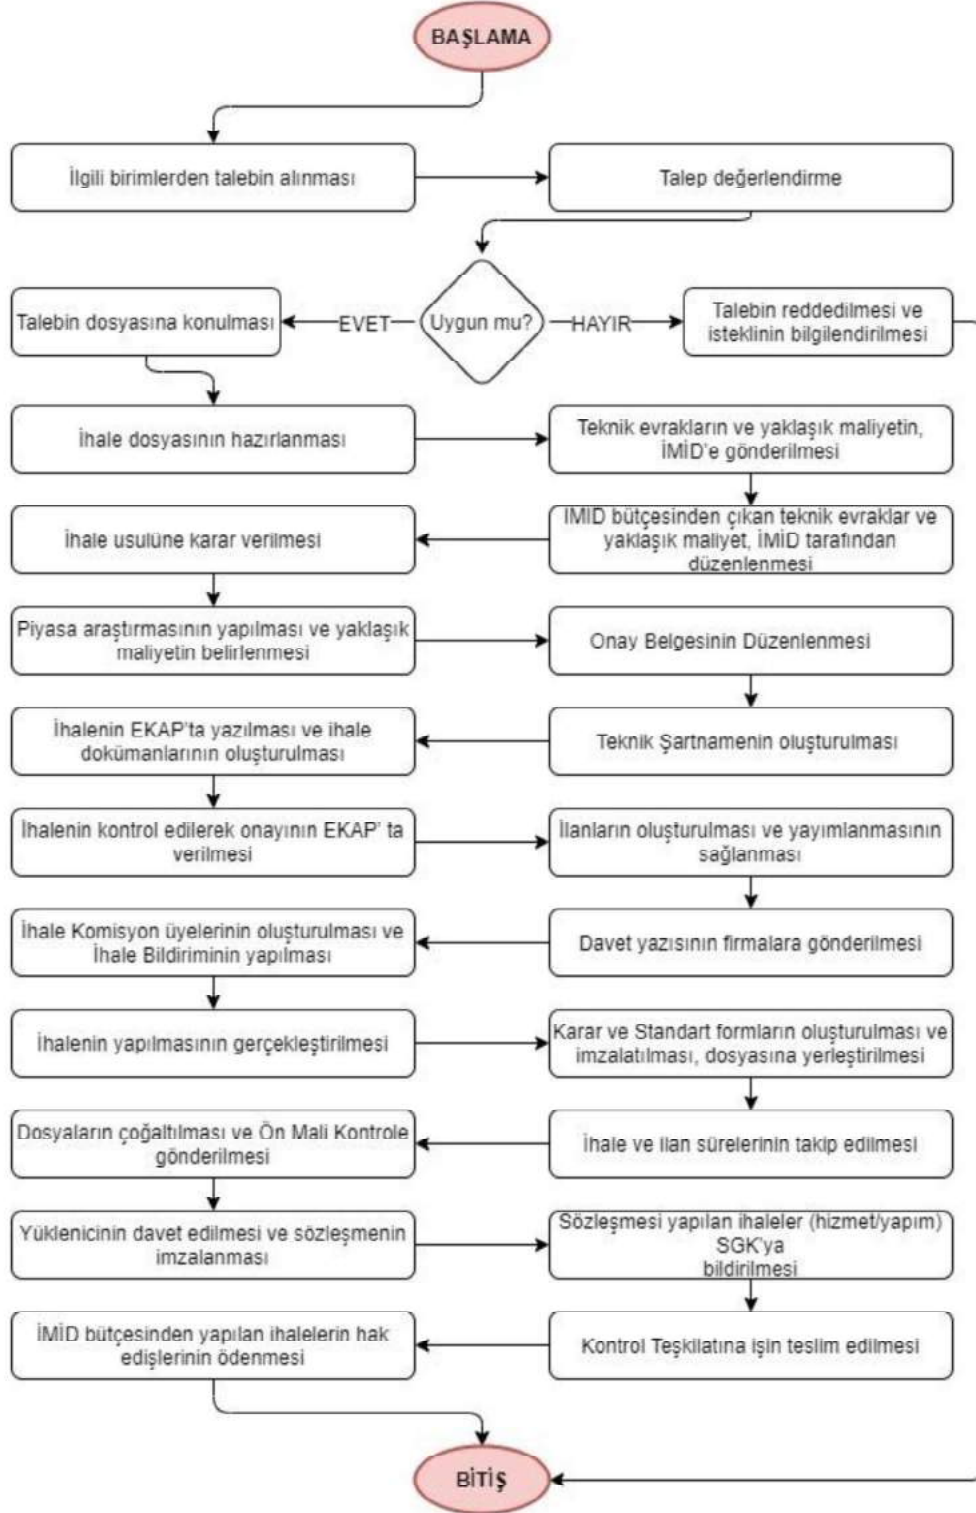 BAŞLAMA
İlgili birimlerden talebin alınması
Talep değerlendirme
Uygun mu?
EVET
HAYIR
Talebin dosyasına konulması
Talebin reddedilmesi ve
isteklinin bilgilendirilmesi
İhale dosyasının hazırlanması
Teknik evrakların ve yaklaşık maliyetin,
İMİD'e gönderilmesi
İMİD bütçesinden çıkan teknik evraklar ve
yaklaşık maliyet, İMİD tarafından
düzenlenmesi
İhale usulüne karar verilmesi
Piyasa araştırmasının yapılması ve yaklaşık
maliyetin belirlenmesi
Onay Belgesinin Düzenlenmesi
Teknik Şartnamenin oluşturulması
İhalenin EKAP'ta yazılması ve ihale
dokümanlarının oluşturulması
İhalenin kontrol edilerek onayının EKAP' ta
verilmesi
İlanların oluşturulması ve yayımlanmasının
sağlanması
Davet yazısının firmalara gönderilmesi
İhale Komisyon üyelerinin oluşturulması ve
İhale Bildiriminin yapılması
İhalenin yapılmasının gerçekleştirilmesi
Karar ve Standart formların oluşturulması ve
imzalatılması, dosyasına yerleştirilmesi
İhale ve ilan sürelerinin takip edilmesi
Dosyaların çoğaltılması ve Ön Mali Kontrole
gönderilmesi
Yüklenicinin davet edilmesi ve sözleşmenin
imzalanması
Sözleşmesi yapılan ihaleler (hizmet/yapım)
SGK'ya
bildirilmesi
Kontrol Teşkilatına işin teslim edilmesi
İMİD bütçesinden yapılan ihalelerin hak
edişlerinin ödenmesi
BİTİŞ